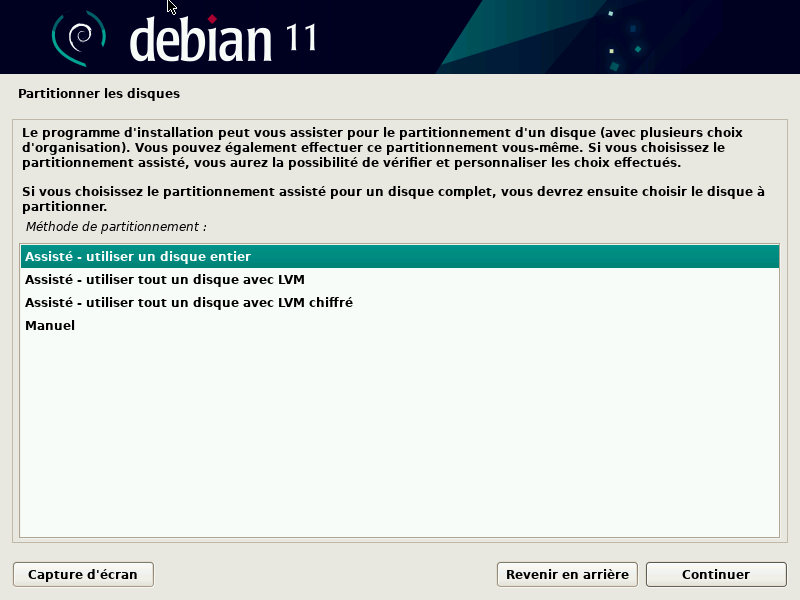 debian 11
Partitionner les disques
Le programme d'installation peut vous assister pour le partitionnement d'un disque (avec plusieurs choix
d'organisation). Vous pouvez également effectuer ce partitionnement vous-même. Si vous choisissez le
partitionnement assisté, vous aurez la possibilité de vérifier et personnaliser les choix effectués.
Si vous choisissez le partitionnement assisté pour un disque complet, vous devrez ensuite choisir le disque à
partitionner.
Méthode de partitionnement :
Assisté - utiliser un disque entier
Assisté - utiliser tout un disque avec LVM
Assisté - utiliser tout un disque avec LVM chiffré
Manuel
Capture d'écran
Revenir en arrière
Continuer